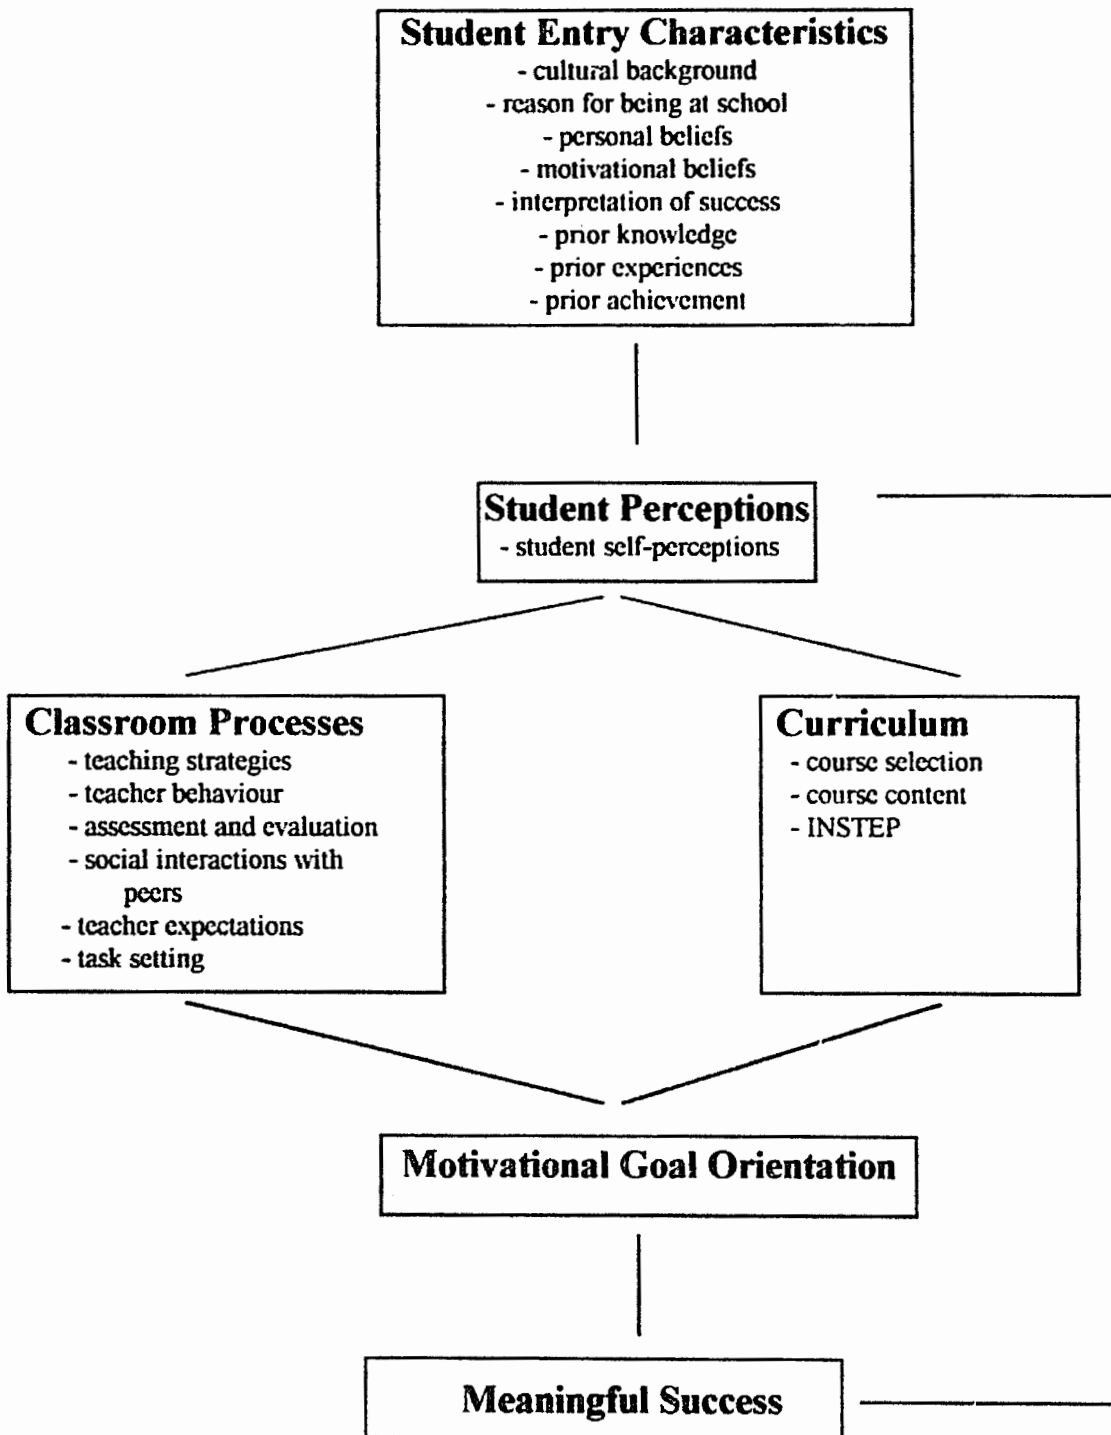 Student Entry Characteristics
- cultural background
- reason for being at school
- personal beliefs
- motivational beliefs
- interpretation of success
- prior knowledge
- prior experiences
- prior achievement
Student Perceptions
- student self-perceptions
Classroom Processes
- teaching strategies
- teacher behaviour
- assessment and evaluation
- social interactions with
peers
- teacher expectations
- task setting
Curriculum
- course selection
- course content
- INSTEP
Motivational Goal Orientation
Meaningful Success